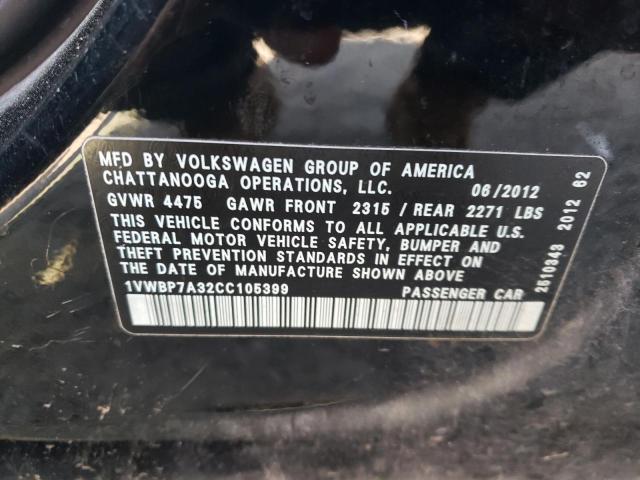 MFD BY VOLKSWAGEN GROUP OF AMERICA
CHATTANOOGA OPERATIONS, LLC. 06/2012
GVWR 4475 GAWR FRONT 2315 / REAR 2271 LBS
THIS VEHICLE CONFORMS TO ALL APPLICABLE U.S.
FEDERAL MOTOR VEHICLE SAFETY, BUMPER AND
THEFT PREVENTION STANDARDS IN EFFECT ON
THE DATE OF MANUFACTURE SHOWN ABOVE
1VWBP7A32CC105399 PASSENGER CAR
2510343 2012 62